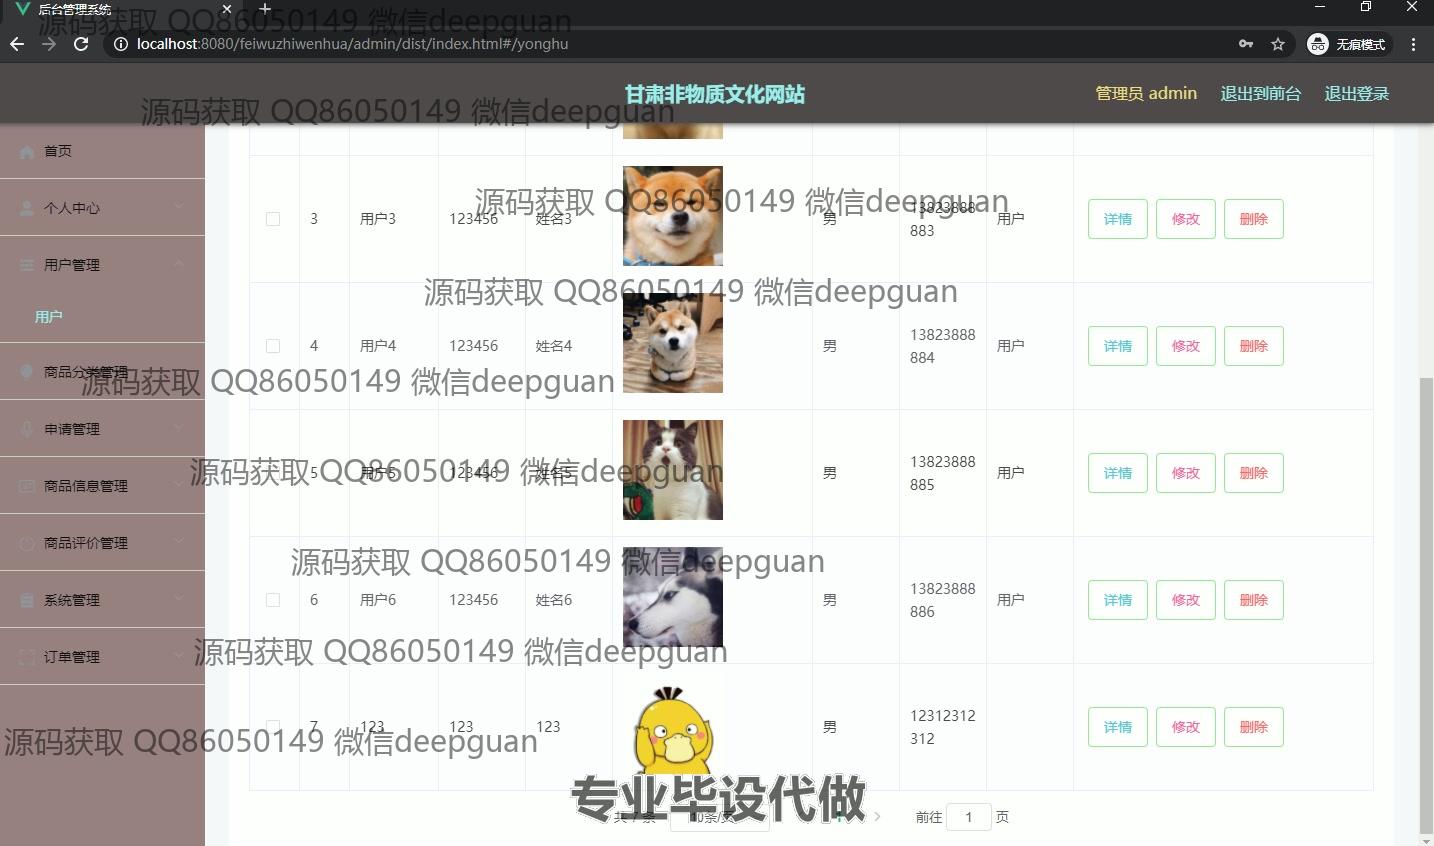 后台管理系统
源码获取 QQ86050149 微信deepguan
localhost:8080/feiwuzhiwenhua/admin/dist/index.html#/yonghu
无痕模式
甘肃非物质文化网站
管理员 admin
退出到前台
退出登录
源码获取 QQ86050149 微信deepguan
首页
个人中心
用户管理
用户
商品分类管理
申请管理
商品信息管理
商品评价管理
系统管理
订单管理
源码获取 QQ86050149 微信deepguan
3 用户3 123456 姓名3 男 13823888883 用户 详情 修改 删除
源码获取 QQ86050149 微信deepguan
4 用户4 123456 姓名4 男 13823888884 用户 详情 修改 删除
源码获取 QQ86050149 微信deepguan
源码获取 QQ86050149 微信deepguan
5 用户5 123456 姓名5 男 13823888885 用户 详情 修改 删除
源码获取 QQ86050149 微信deepguan
6 用户6 123456 姓名6 男 13823888886 用户 详情 修改 删除
源码获取 QQ86050149 微信deepguan
7 123 123 123 男 12312312312 详情 修改 删除
源码获取 QQ86050149 微信deepguan
专业毕设代做
共 7 条 10条/页 1 前往 1 页